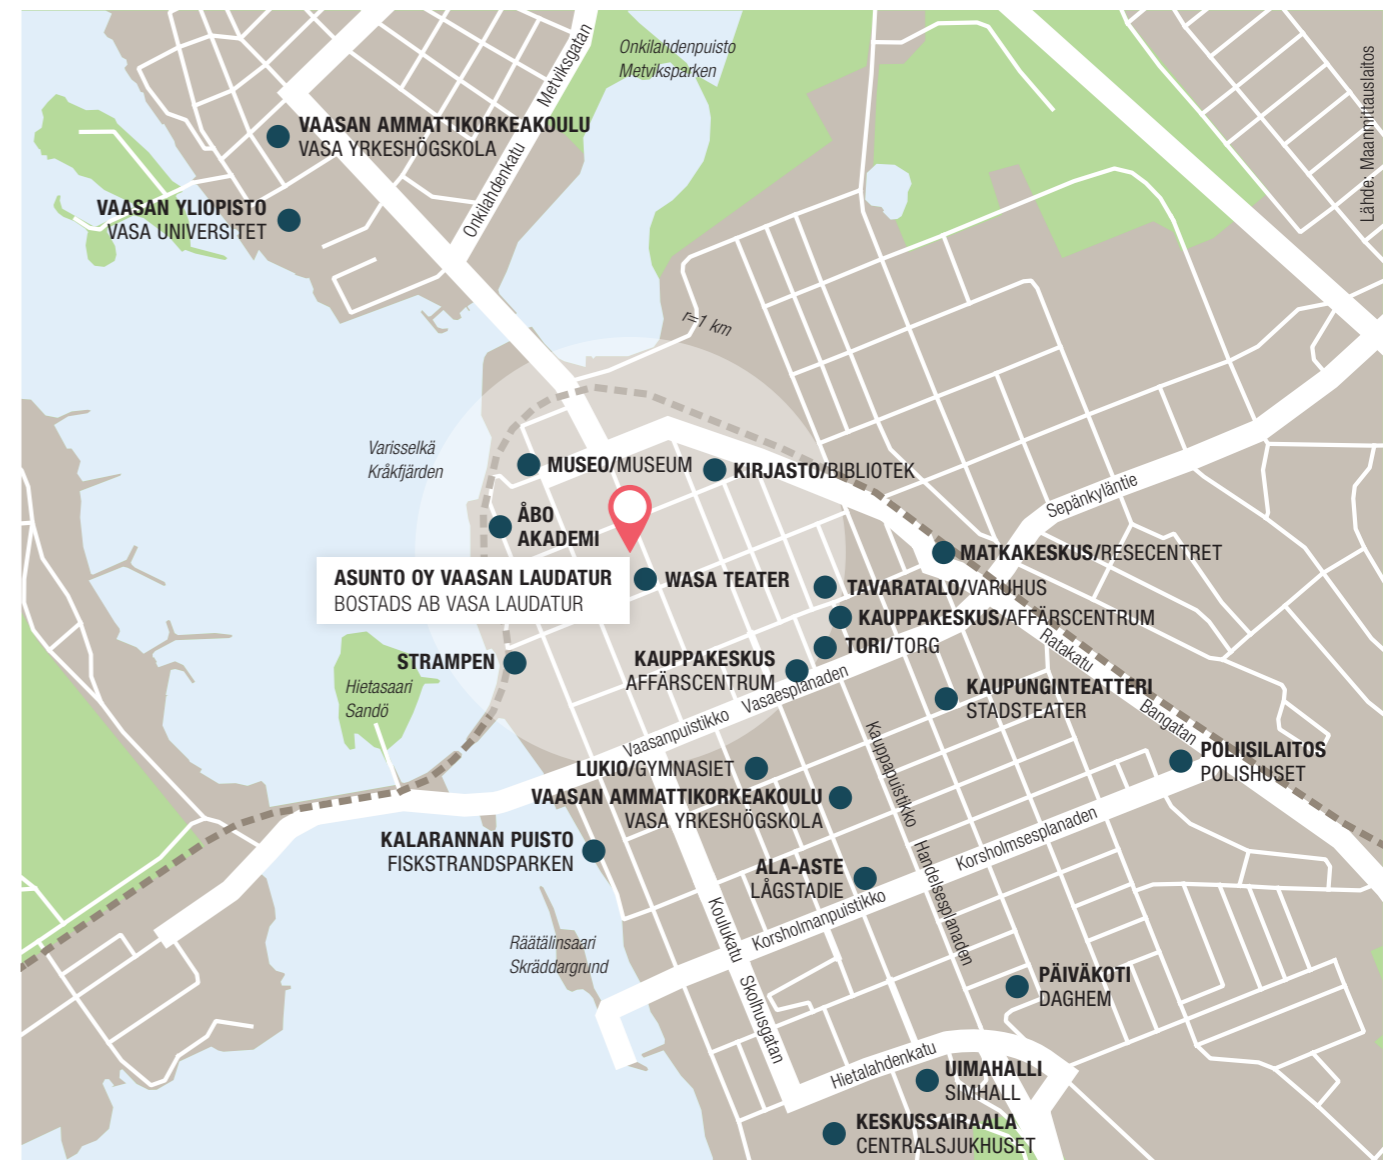 Onkilahdenpuisto
Metviksparken
Metviksgatan
Onkilahdenkatu
Lähde: Maanmittauslaitos
VAASAN AMMATTIKORKEAKOULU
VASA YRKESHÖGSKOLA
VAASAN YLIOPISTO
VASA UNIVERSITET
r=1 km
Varisselkä
Kråkfjärden
MUSEO/MUSEUM
KIRJASTO/BIBLIOTEK
Sepänkyläntie
ÅBO
AKADEMI
MATKAKESKUS/RESECENTRET
ASUNTO OY VAASAN LAUDATUR
BOSTADS AB VASA LAUDATUR
WASA TEATER
TAVARATALO/VARUHUS
KAUPPAKESKUS/AFFÄRSCENTRUM
TORI/TORG
Ratakatu
Bangatan
STRAMPEN
KAUPPAKESKUS
AFFÄRSCENTRUM
Hietasaari
Sandö
Vaasanpuistikko
Vasaesplanaden
KAUPUNGINTEATTERI
STADSTEATER
Kauppapuistikko
Handelsesplanaden
POLIISILAITOS
POLISHUSET
LUKIO/GYMNASIET
VAASAN AMMATTIKORKEAKOULU
VASA YRKESHÖGSKOLA
KALARANNAN PUISTO
FISKSTRANDSPARKEN
ALA-ASTE
LÅGSTADIE
Korsholmanpuistikko
Korsholmsesplanaden
Koulukatu
Skolhusgatan
Räätälinsaari
Skräddargrund
PÄIVÄKOTI
DAGHEM
Hietalahdenkatu
UIMAHALLI
SIMHALL
KESKUSSAIRAALA
CENTRALSJUKHUSET